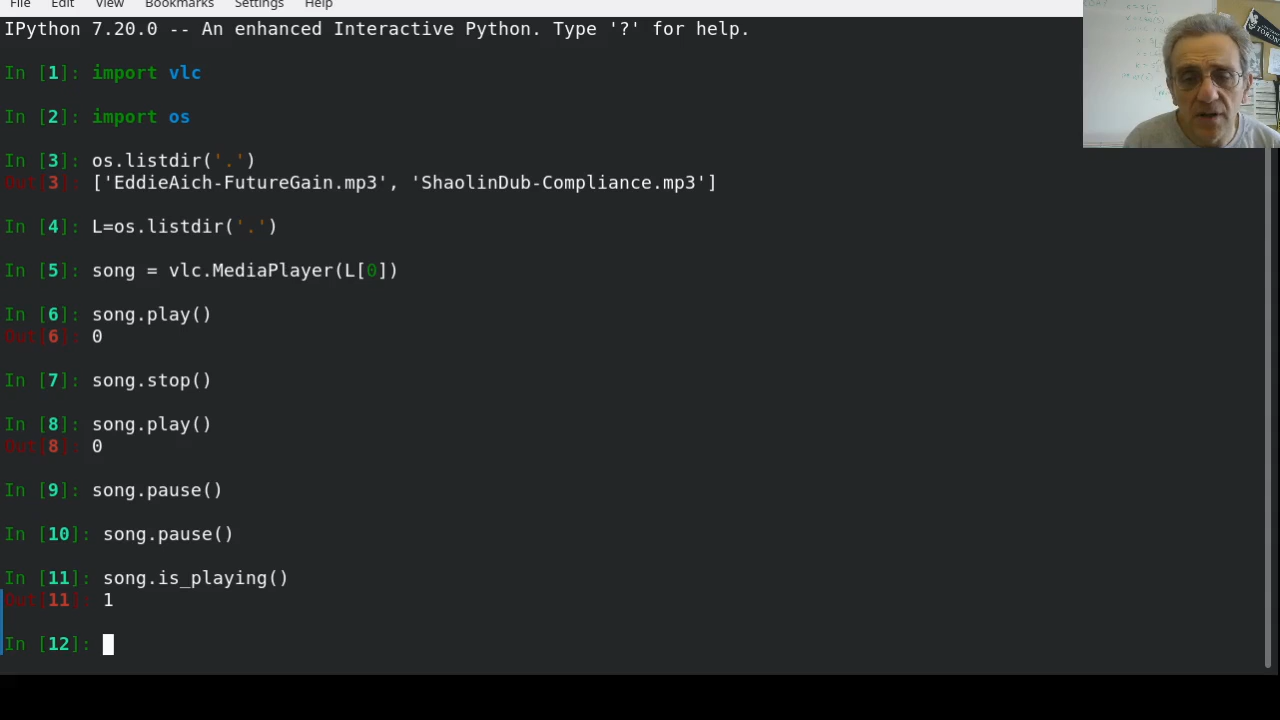 File Edit View Bookmarks Settings Help
IPython 7.20.0 -- An enhanced Interactive Python. Type '?' for help.
In [1]: import vlc
In [2]: import os
In [3]: os.listdir('.')
Out[3]: ['EddieAich-FutureGain.mp3', 'ShaolinDub-Compliance.mp3']
In [4]: L=os.listdir('.')
In [5]: song = vlc.MediaPlayer(L[0])
In [6]: song.play()
Out[6]: 0
In [7]: song.stop()
In [8]: song.play()
Out[8]: 0
In [9]: song.pause()
In [10]: song.pause()
In [11]: song.is_playing()
Out[11]: 1
In [12]: